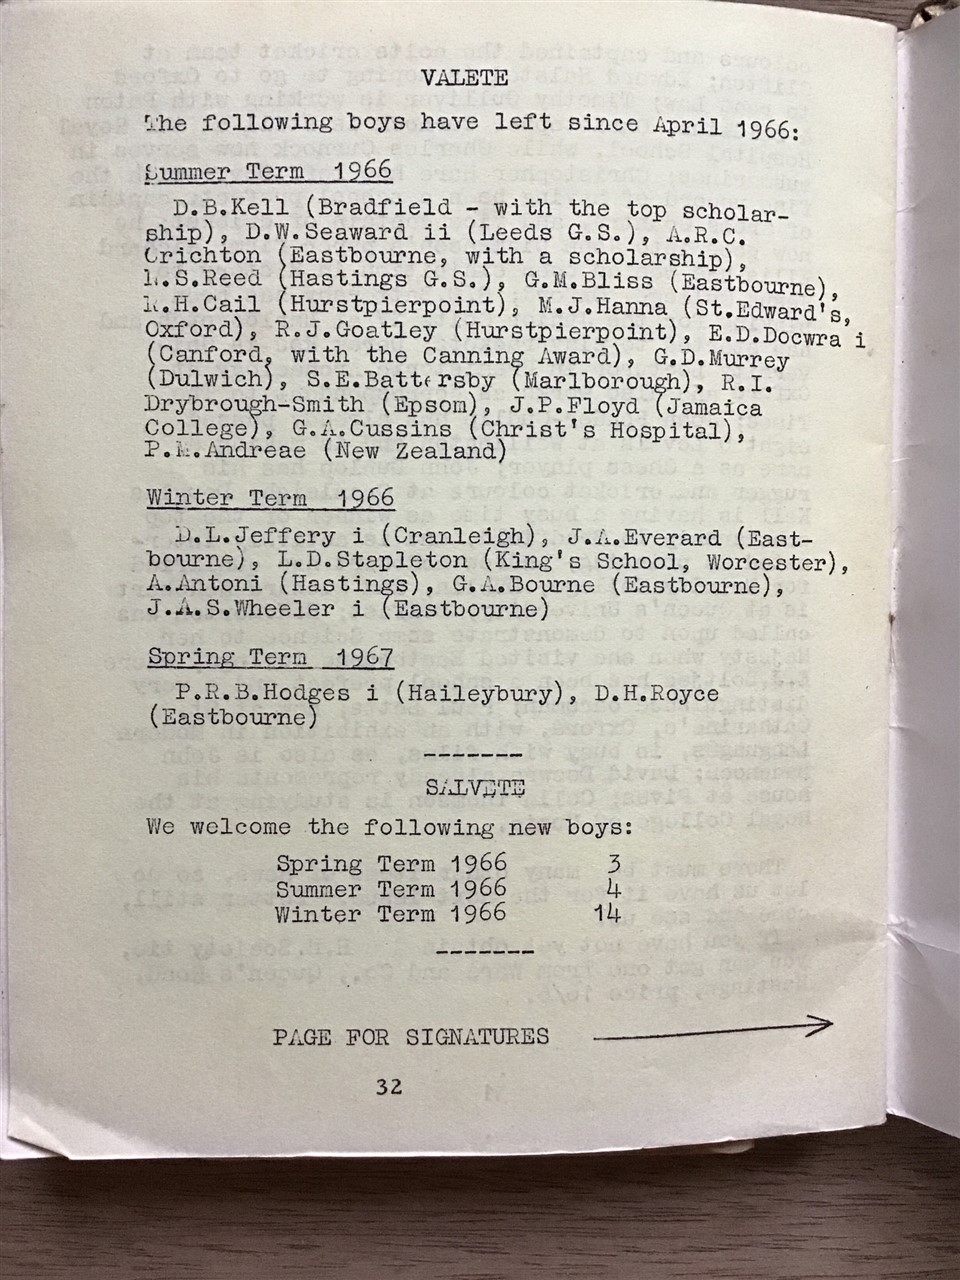 VALETE
The following boys have left since April 1966:
Summer Term 1966
D.B.Kell (Bradfield - with the top scholar-
ship), D.W.Seaward ii (Leeds G.S.), A.R.C.
Crichton (Eastbourne, with a scholarship),
S.Reed (Hastings G.S.), G.M.Bliss (Eastbourne),
H.Cail (Hurstpierpoint), M.J.Hanna (St.Edward's,
Oxford), R.J.Goatley (Hurstpierpoint), E.D.Docwra i
(Canford, with the Canning Award), G.D.Murrey
(Dulwich), S.E.Battersby (Marlborough), R.I.
Drybrough-Smith (Epsom), J.P.Floyd (Jamaica
College), G.A.Cussins (Christ's Hospital),
P.M.Andreae (New Zealand)
Winter Term 1966
D.L.Jeffery i (Cranleigh), J.A.Everard (East-
bourne), L.D.Stapleton (King's School, Worcester),
A.Antoni (Hastings), G.A.Bourne (Eastbourne),
J.A.S.Wheeler i (Eastbourne)
Spring Term 1967
P.R.B.Hodges i (Haileybury), D.H.Royce
(Eastbourne)
-------
SALVETE
We welcome the following new boys:
Spring Term 1966 3
Summer Term 1966 4
Winter Term 1966 14
-------
PAGE FOR SIGNATURES
32